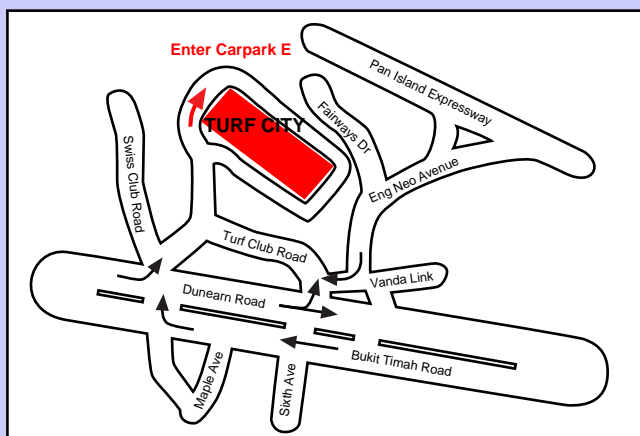 Enter Carpark E
Pan Island Expressway
TURF CITY
Fairways Dr
Swiss Club Road
Eng Neo Avenue
Turf Club Road
Vanda Link
Dunearn Road
Bukit Timah Road
Maple Ave
Sixth Ave